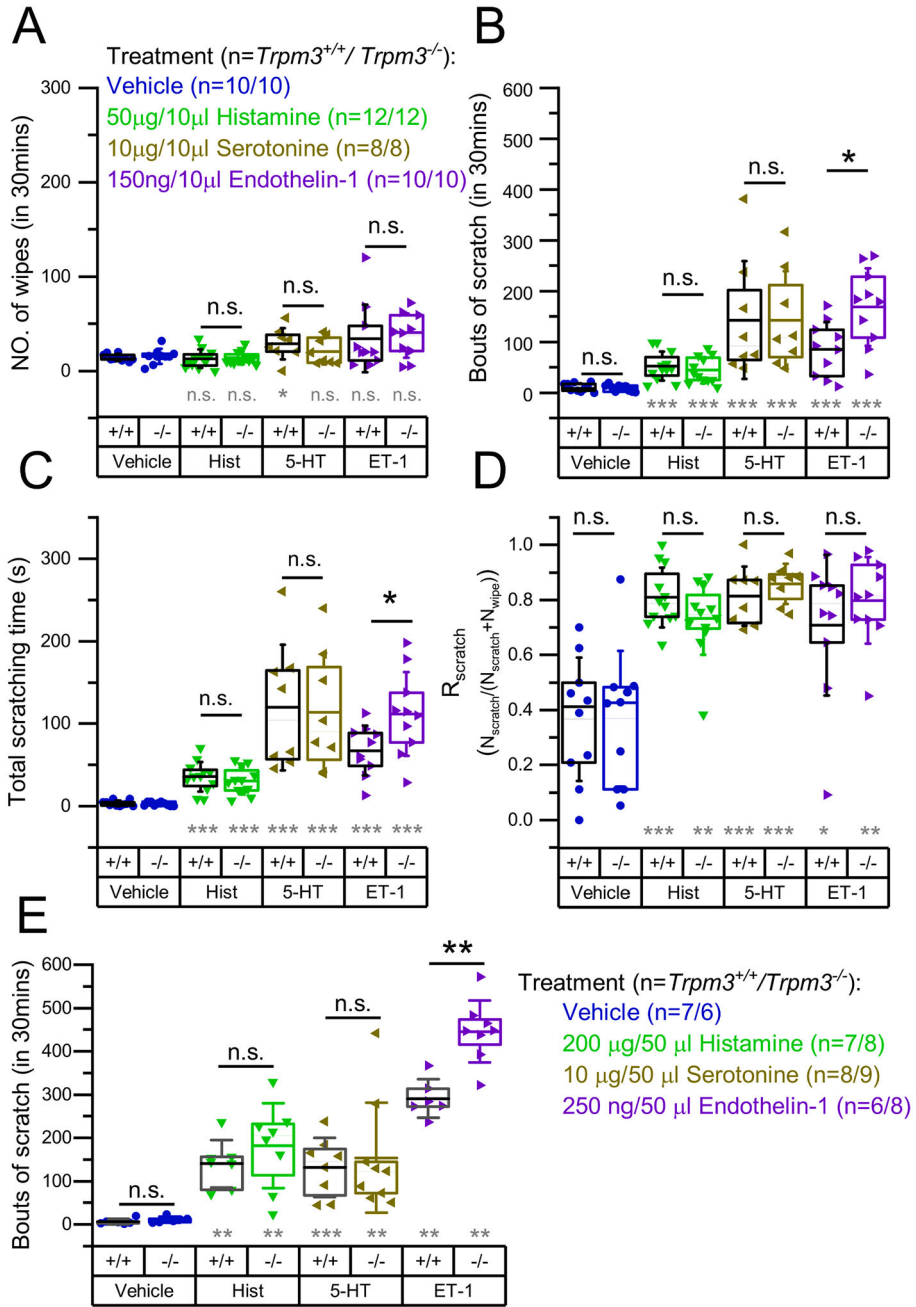 A
Treatment (n=Trpm3+/+/ Trpm3-/-):
Vehicle (n=10/10)
50μg/10μl Histamine (n=12/12)
10μg/10μl Serotonine (n=8/8)
150ng/10μl Endothelin-1 (n=10/10)
NO. of wipes (in 30mins)
300
200
100
0
n.s.
n.s.
n.s.
n.s.
n.s.
*
n.s.
n.s.
n.s.
+/+
-/-
+/+
-/-
+/+
-/-
+/+
-/-
Vehicle
Hist
5-HT
ET-1
B
Bouts of scratch (in 30mins)
600
500
400
300
200
100
0
n.s.
n.s.
n.s.
*
***
***
***
***
***
***
+/+
-/-
+/+
-/-
+/+
-/-
+/+
-/-
Vehicle
Hist
5-HT
ET-1
C
Total scratching time (s)
300
200
100
0
n.s.
n.s.
*
***
***
***
***
***
***
+/+
-/-
+/+
-/-
+/+
-/-
+/+
-/-
Vehicle
Hist
5-HT
ET-1
D
Rscratch
(Nscratch/(Nscratch+Nwipe))
1.0
0.8
0.6
0.4
0.2
0.0
n.s.
n.s.
n.s.
n.s.
***
**
***
***
*
**
+/+
-/-
+/+
-/-
+/+
-/-
+/+
-/-
Vehicle
Hist
5-HT
ET-1
E
Bouts of scratch (in 30mins)
600
500
400
300
200
100
0
n.s.
n.s.
n.s.
**
**
**
***
**
**
**
+/+
-/-
+/+
-/-
+/+
-/-
+/+
-/-
Vehicle
Hist
5-HT
ET-1
Treatment (n=Trpm3+/+/Trpm3-/-):
Vehicle (n=7/6)
200 μg/50 μl Histamine (n=7/8)
10 μg/50 μl Serotonine (n=8/9)
250 ng/50 μl Endothelin-1 (n=6/8)